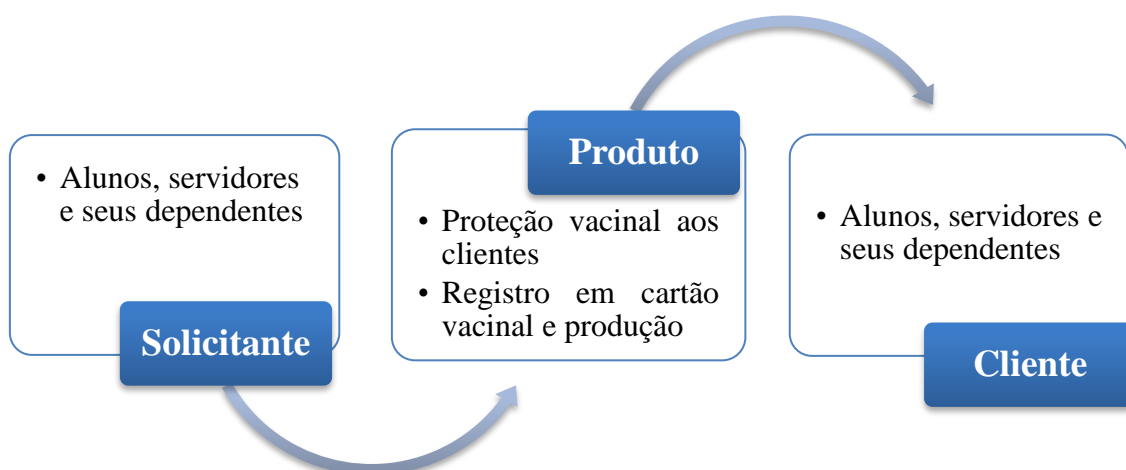 • Alunos, servidores
e seus dependentes
Solicitante
Produto
• Proteção vacinal aos
clientes
• Registro em cartão
vacinal e produção
• Alunos, servidores e
seus dependentes
Cliente